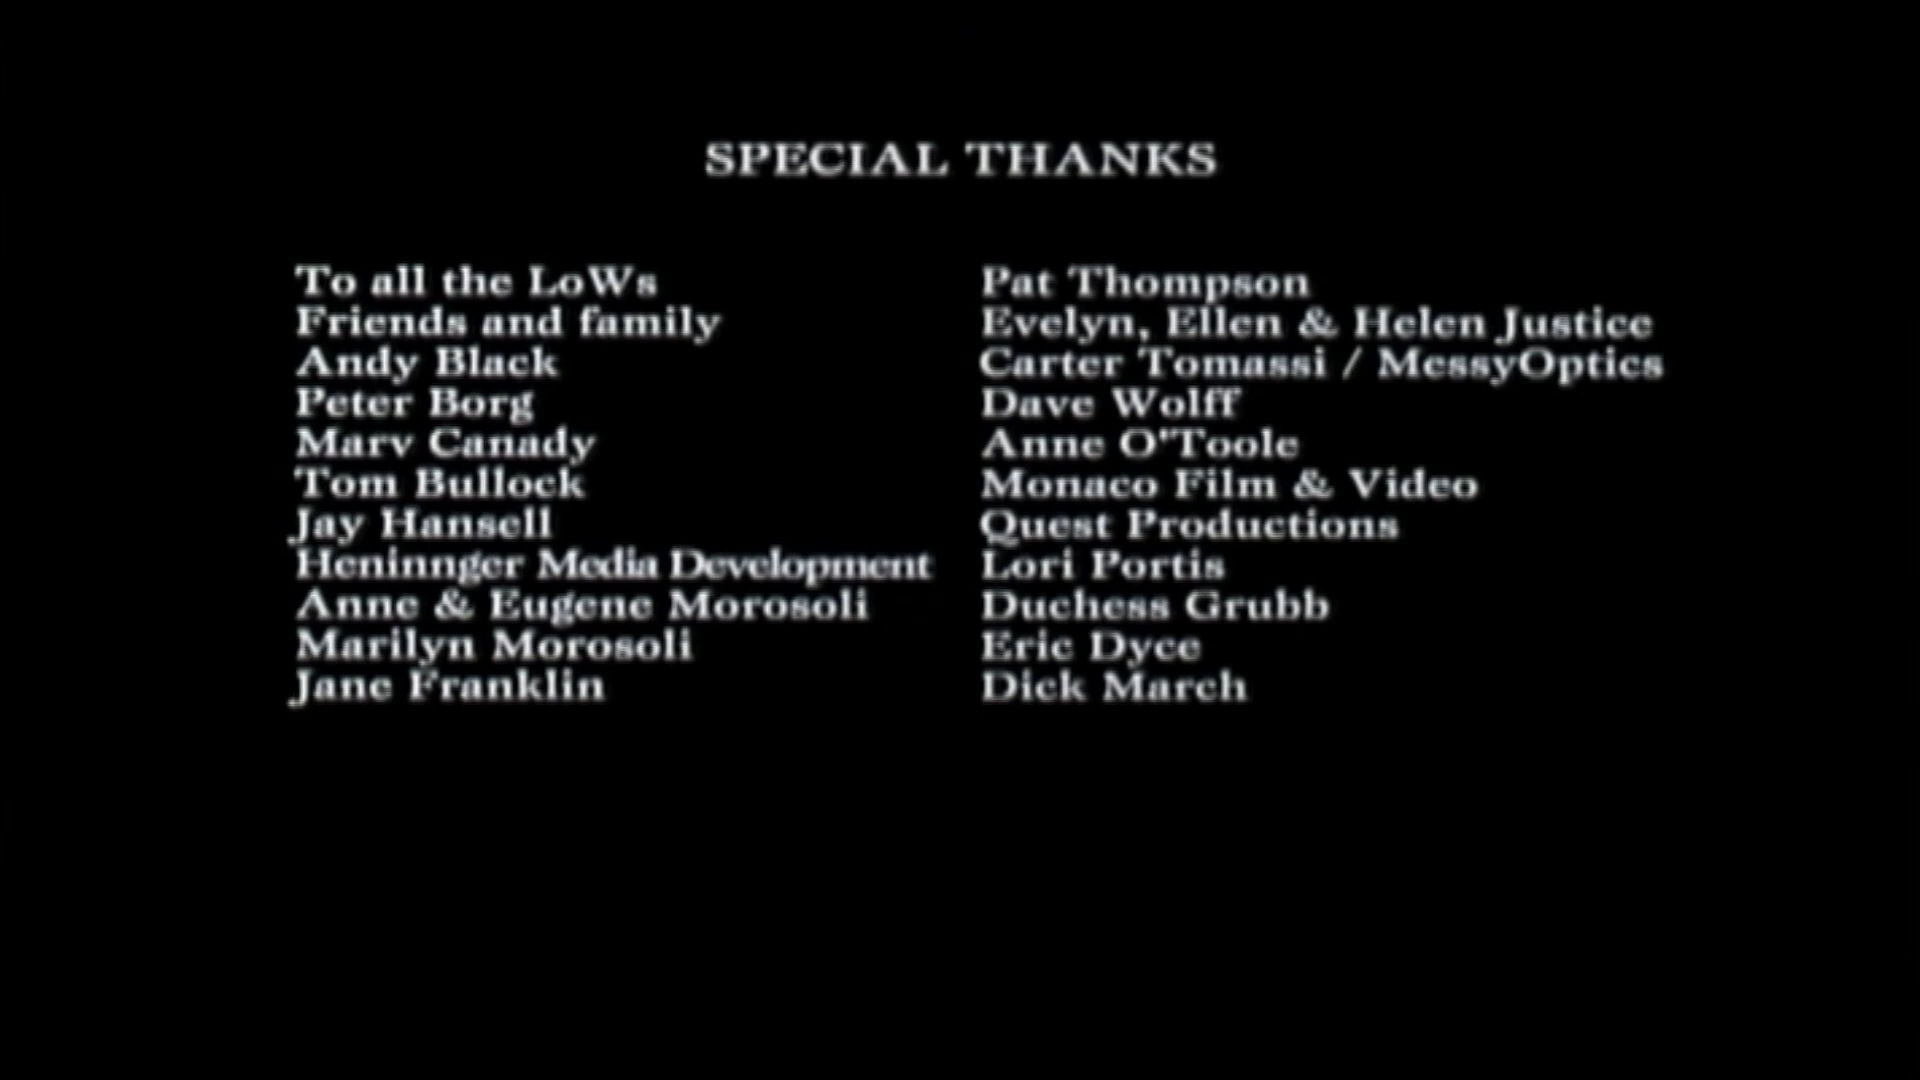 SPECIAL THANKS
To all the LoWs
Friends and family
Andy Black
Peter Borg
Marv Canady
Tom Bullock
Jay Hansell
Heninnger Media Development
Anne & Eugene Morosoli
Marilyn Morosoli
Jane Franklin
Pat Thompson
Evelyn, Ellen & Helen Justice
Carter Tomassi / MessyOptics
Dave Wolff
Anne O'Toole
Monaco Film & Video
Quest Productions
Lori Portis
Duchess Grubb
Eric Dyce
Dick March